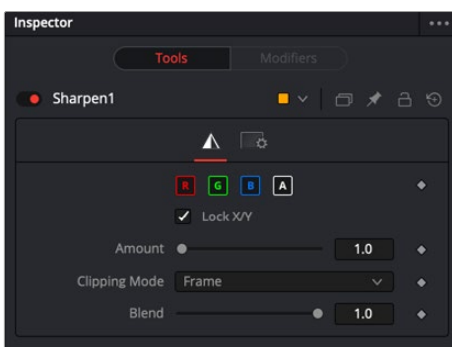 Inspector
Tools Modifiers
Sharpen1
R G B A
Lock X/Y
Amount 1.0
Clipping Mode Frame
Blend 1.0